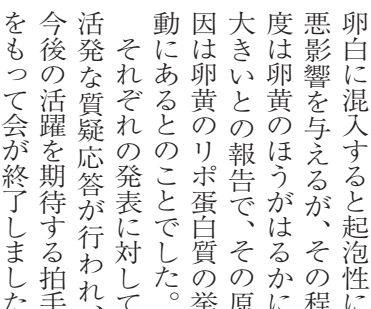 卵白に混入すると起泡性に
悪影響を与えるが、その程
度は卵黄のほうがはるかに
大きいとの報告で、その原
因は卵黄のリポ蛋白質の挙
動にあるとのことでした。
それぞれの発表に対して
活発な質疑応答が行われ、
今後の活躍を期待する拍手
をもって会が終了しました